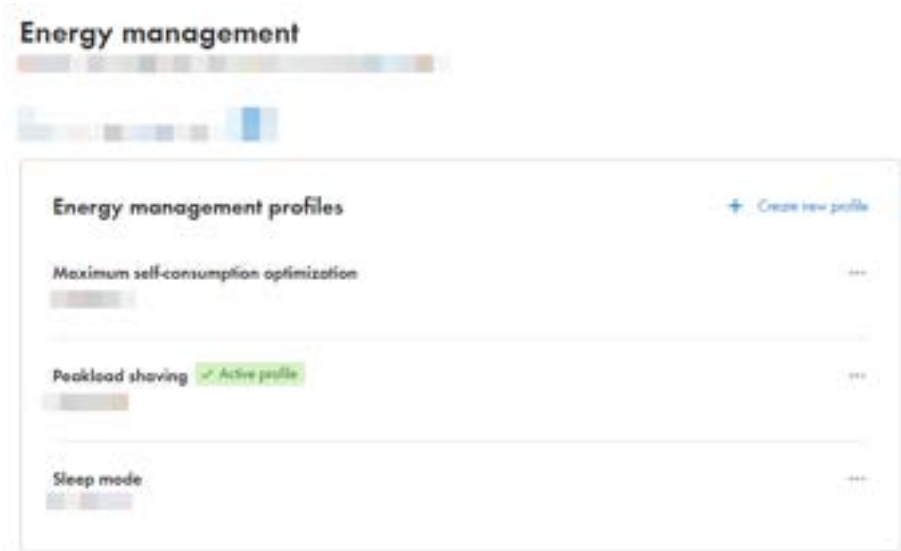 Energy management
Energy management profiles
+ Create new profile
Maximum self-consumption optimization
Peakload shaving ✓ Active profile
Sleep mode